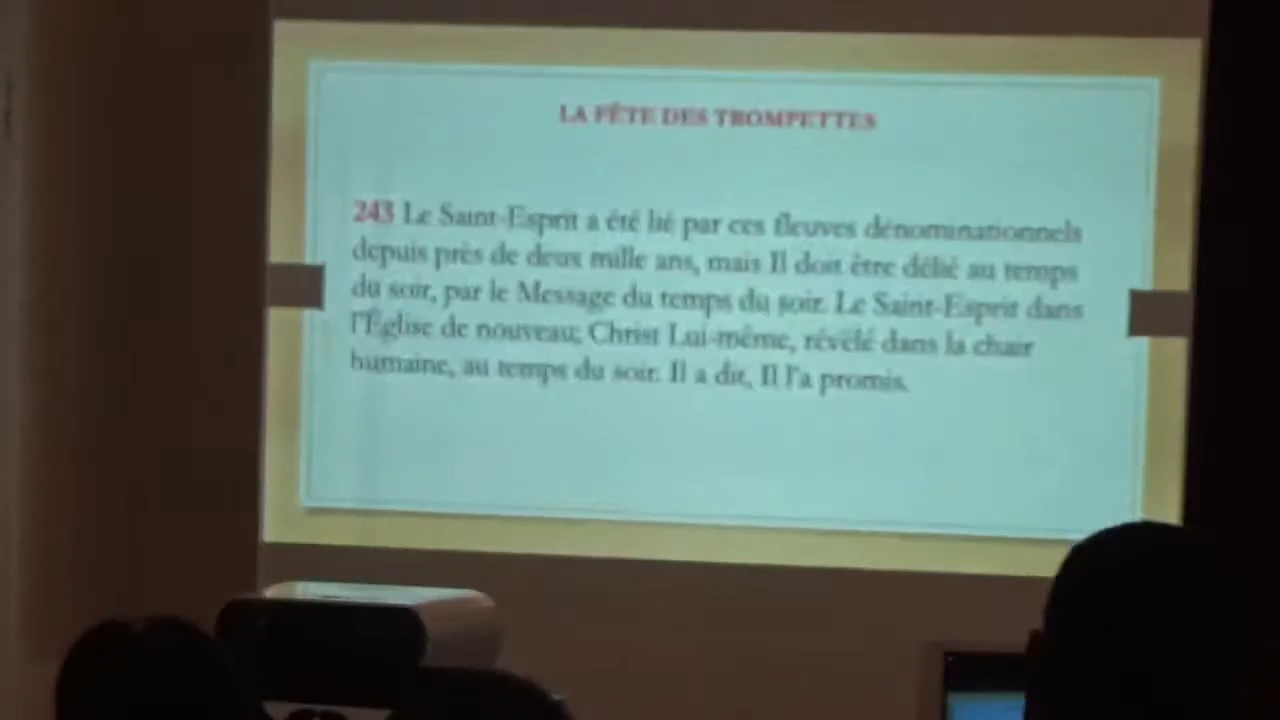 LA FÊTE DES TROMPETTES
243 Le Saint-Esprit a été lié par ces fleuves dénominationnels
depuis près de deux mille ans, mais Il doit être délié au temps
du soir, par le Message du temps du soir. Le Saint-Esprit dans
l'Église de nouveau; Christ Lui-même, révélé dans la chair
humaine, au temps du soir. Il a dit, Il l'a promis.